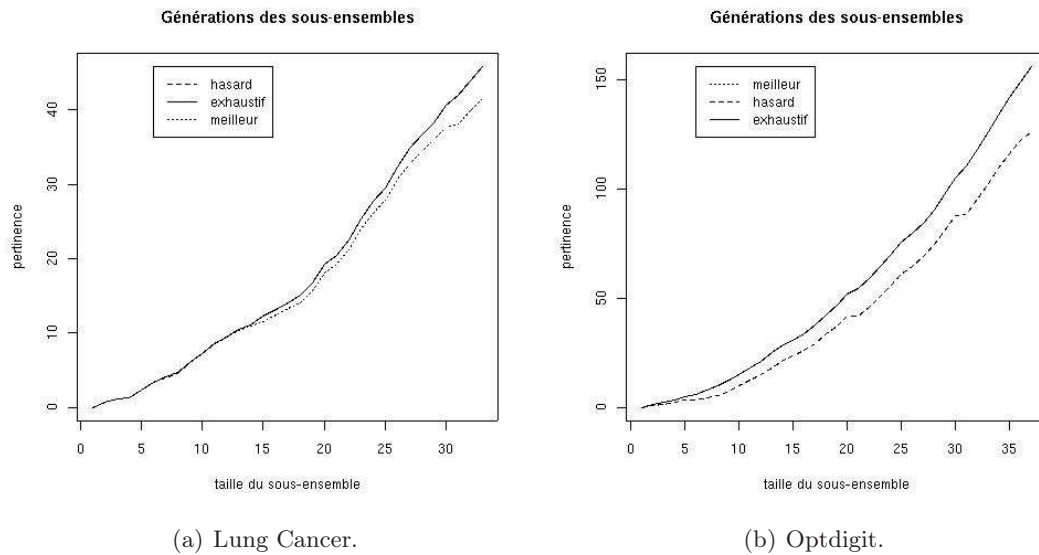 Générations des sous-ensembles
pertinence
40
30
20
10
0
hasard
exhaustif
meilleur
0 5 10 15 20 25 30
taille du sous-ensemble
(a) Lung Cancer.
Générations des sous-ensembles
pertinence
150
100
50
0
meilleur
hasard
exhaustif
0 5 10 15 20 25 30 35
taille du sous-ensemble
(b) Optdigit.